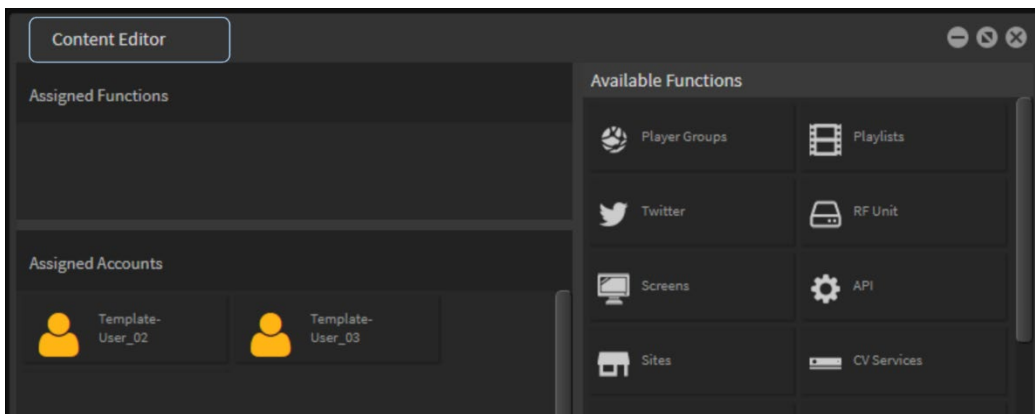 Content Editor
Assigned Functions
Assigned Accounts
Template-
User_02
Template-
User_03
Available Functions
Player Groups
Playlists
Twitter
RF Unit
Screens
API
Sites
CV Services